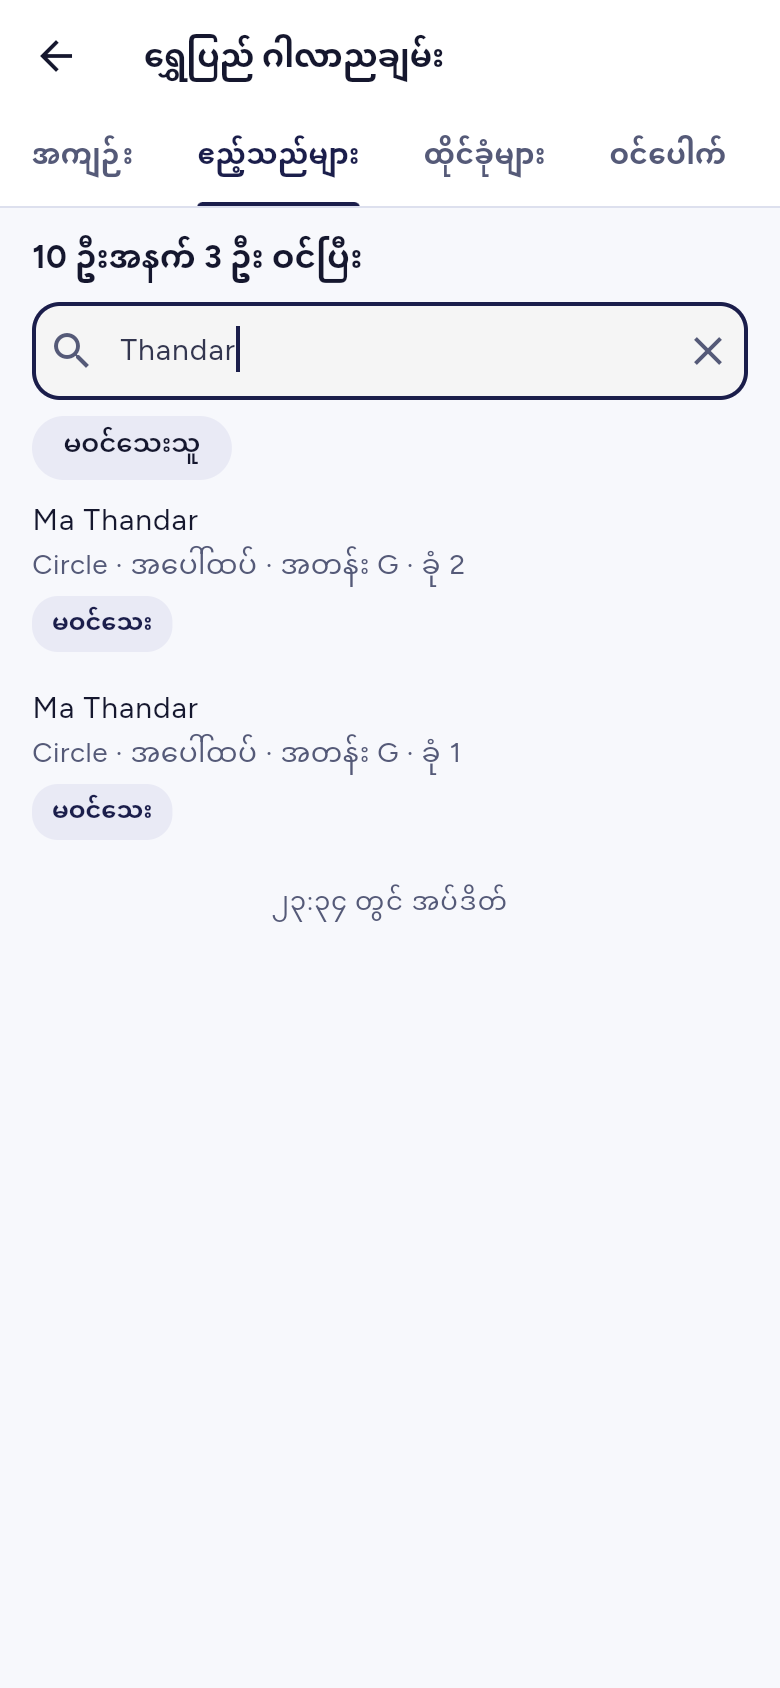 ရွှေပြည် ဂါလာညချမ်း
အကျဉ်း ဧည့်သည်များ ထိုင်ခုံများ ဝင်ပေါက်
10 ဦးအနက် 3 ဦး ဝင်ပြီး
Thandar
မဝင်သေးသူ
Ma Thandar
Circle · အပေါ်ထပ် · အတန်း G · ခုံ 2
မဝင်သေး
Ma Thandar
Circle · အပေါ်ထပ် · အတန်း G · ခုံ 1
မဝင်သေး
၂၃:၃၄ တွင် အပ်ဒိတ်